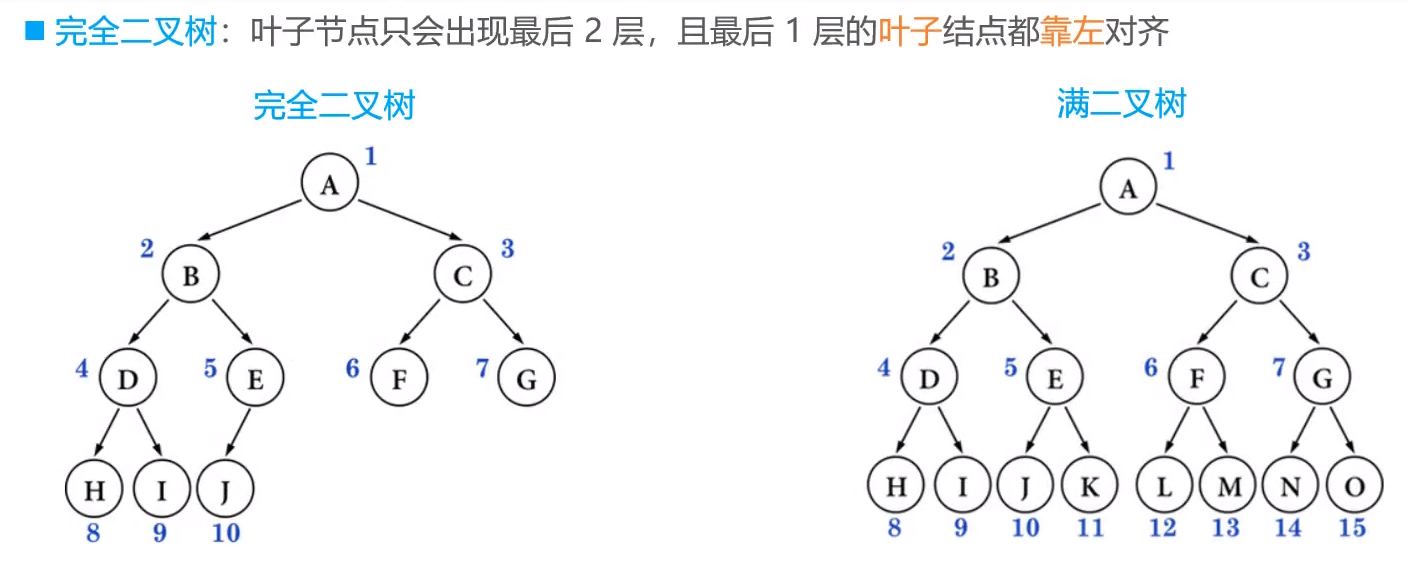 完全二叉树：叶子节点只会出现最后 2 层，且最后 1 层的叶子结点都靠左对齐
完全二叉树
A 1
2 B C 3
4 D 5 E 6 F 7 G
H I J
8 9 10
满二叉树
A 1
2 B C 3
4 D 5 E 6 F 7 G
H I J K L M N O
8 9 10 11 12 13 14 15